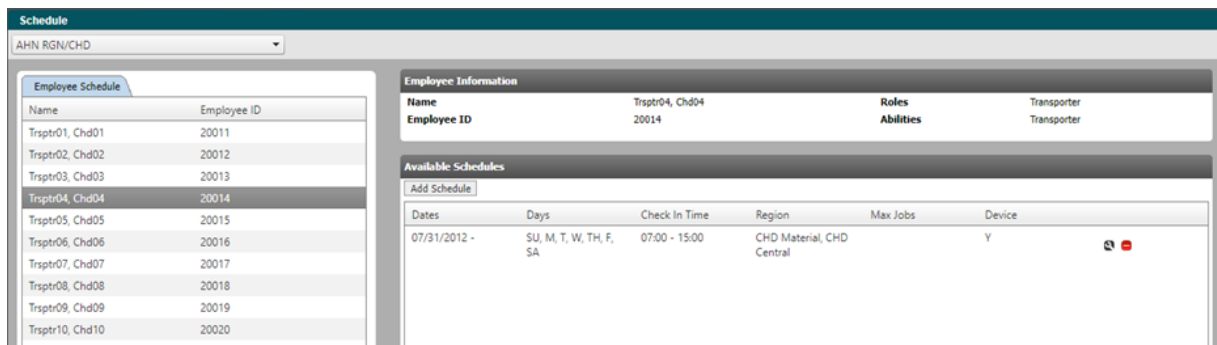 Schedule
AHN RGN/CHD
Employee Schedule
Name Employee ID
Trsptr01, Chd01 20011
Trsptr02, Chd02 20012
Trsptr03, Chd03 20013
Trsptr04, Chd04 20014
Trsptr05, Chd05 20015
Trsptr06, Chd06 20016
Trsptr07, Chd07 20017
Trsptr08, Chd08 20018
Trsptr09, Chd09 20019
Trsptr10, Chd10 20020
Employee Information
Name Trsptr04, Chd04 Roles Transporter
Employee ID 20014 Abilities Transporter
Available Schedules
Add Schedule
Dates Days Check In Time Region Max Jobs Device
07/31/2012 - SU, M, T, W, TH, F, 07:00 - 15:00 CHD Material, CHD Y
SA Central